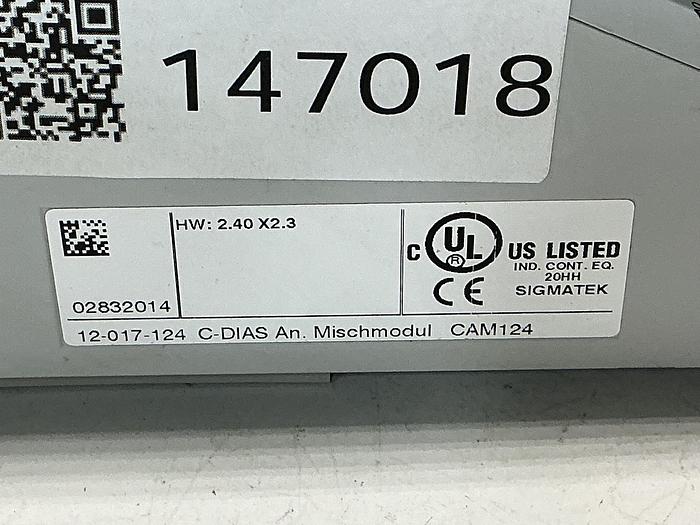 147018
HW: 2.40 X2.3
02832014
C UL ® US LISTED
IND. CONT. EQ.
20HH
CE SIGMATEK
12-017-124 C-DIAS An. Mischmodul CAM124